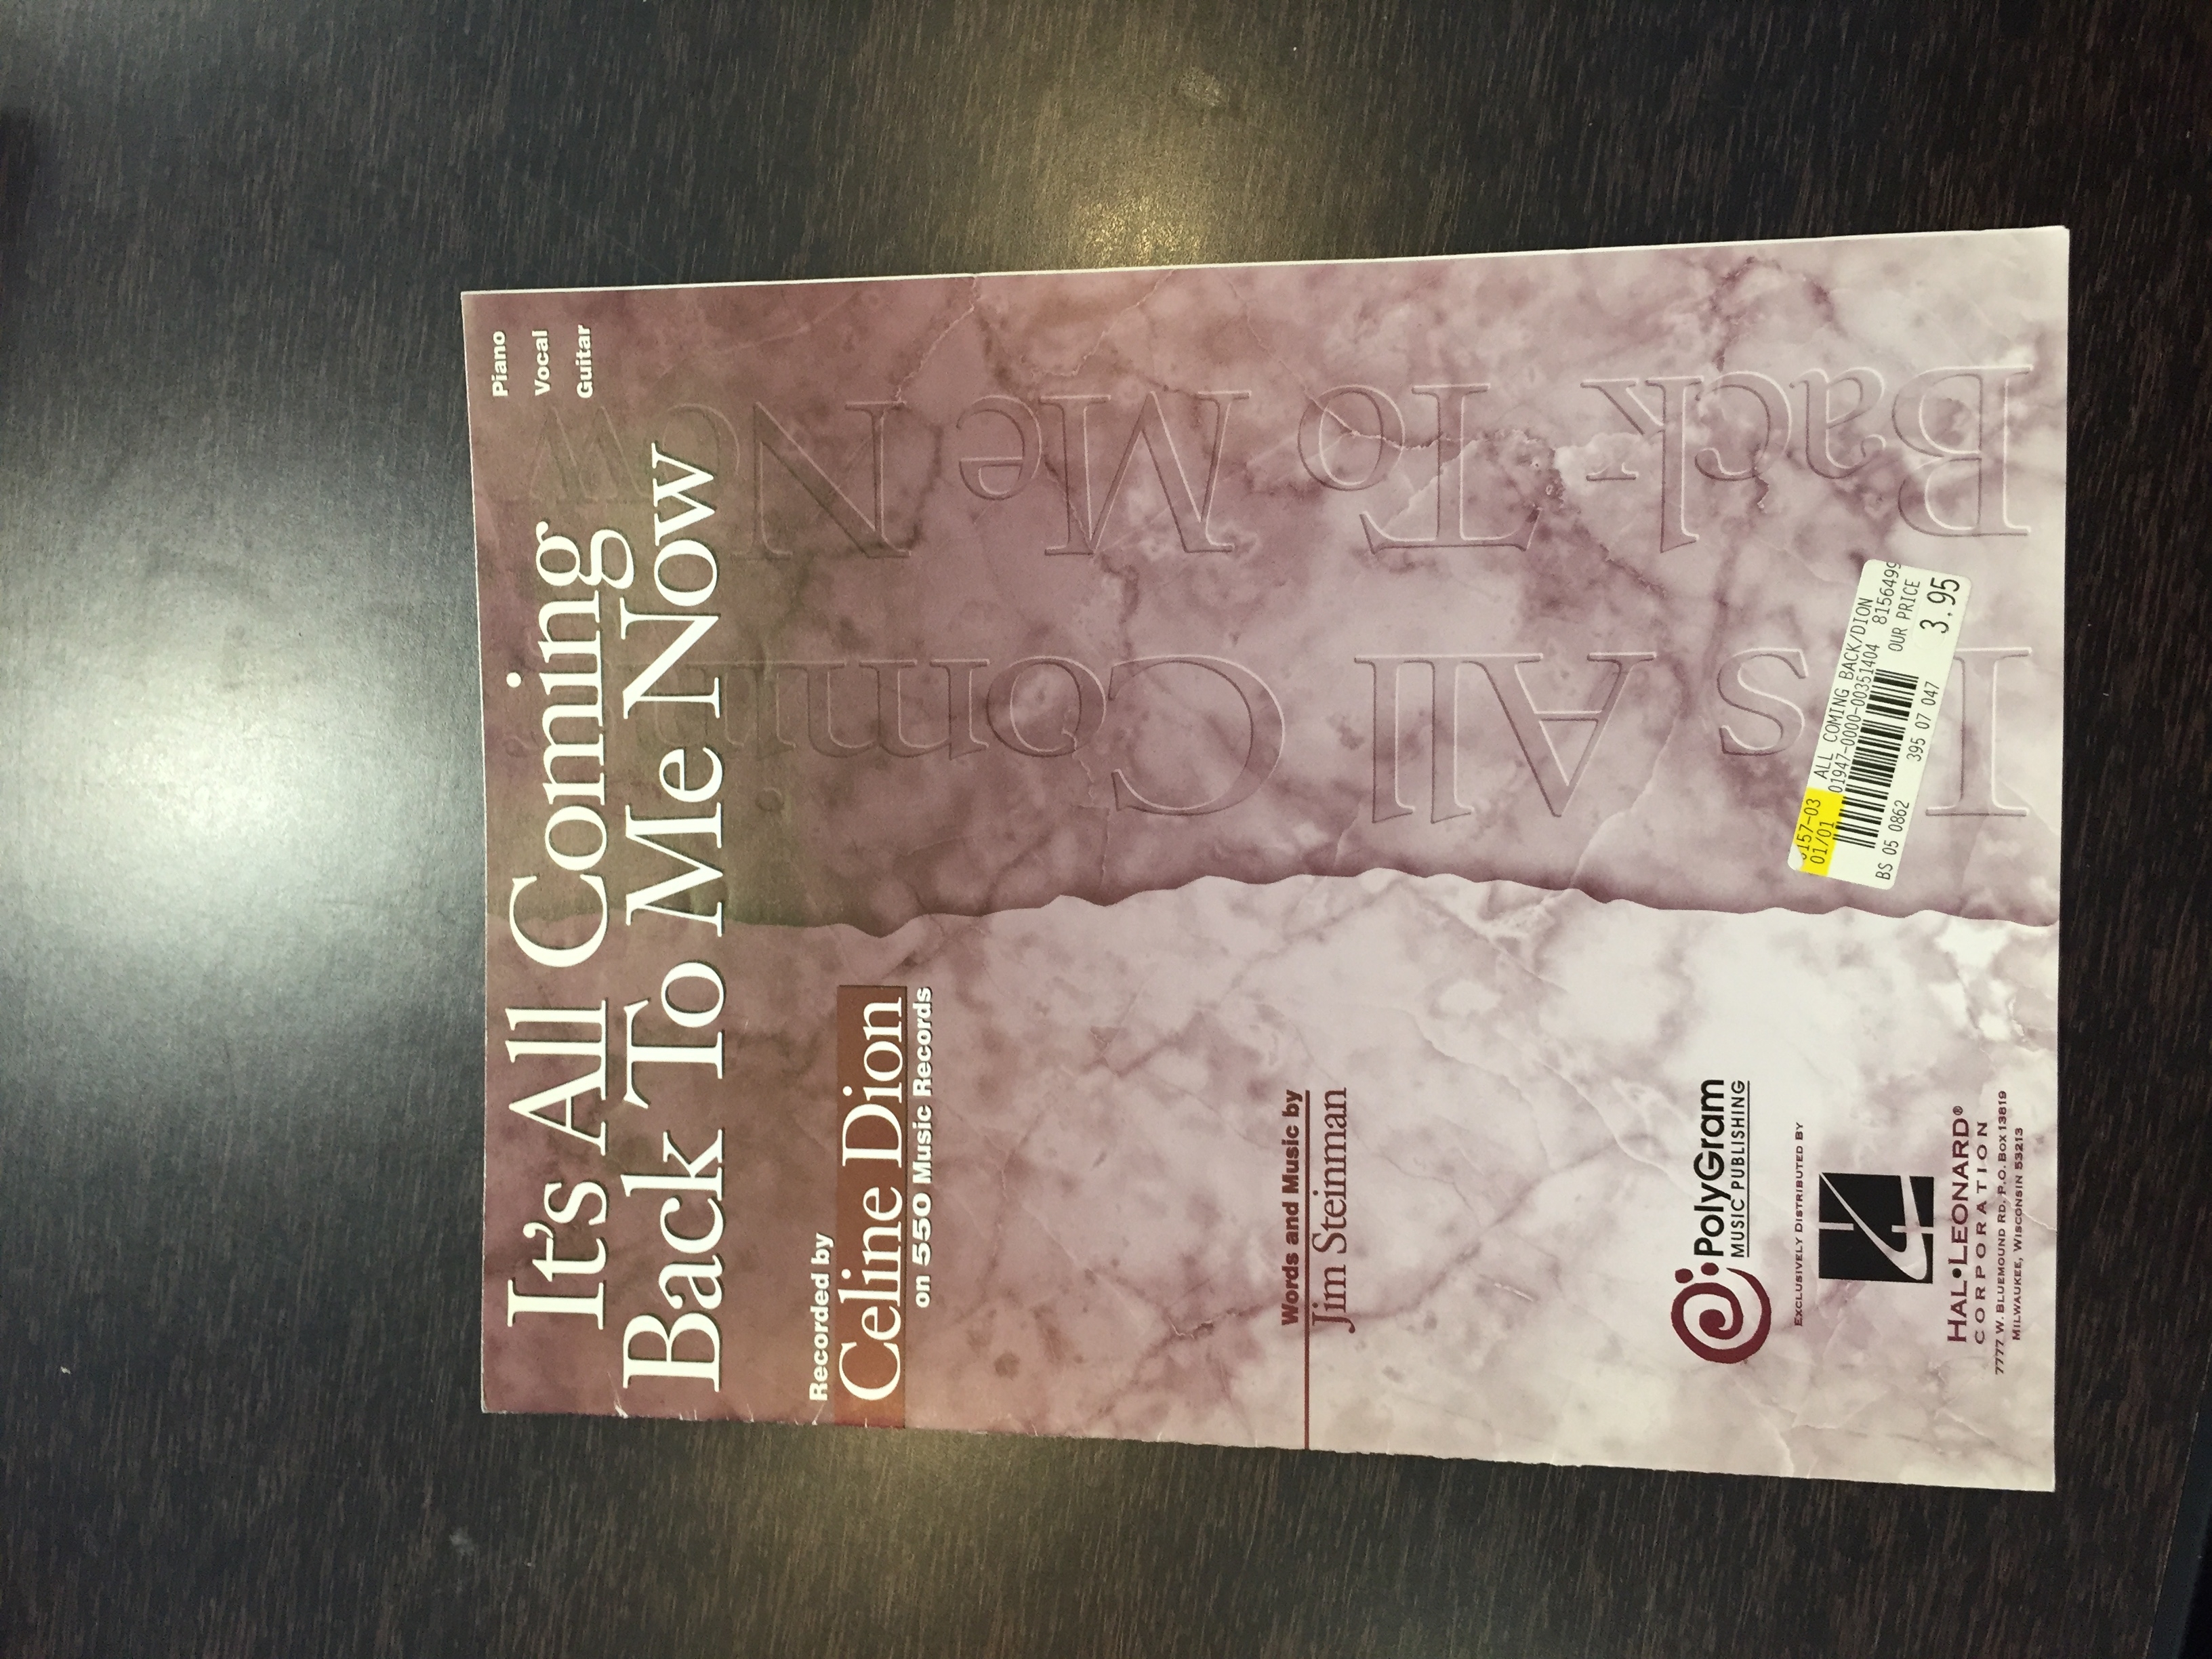 Piano
Vocal
Guitar
It's All Coming
Back To Me Now
Recorded by
Celine Dion
on 550 Music Records
It's All Coming
Back To Me Now
Words and Music by
Jim Steinman
PolyGram
MUSIC PUBLISHING
EXCLUSIVELY DISTRIBUTED BY
HAL•LEONARD®
CORPORATION
7777 W. BLUEMOUND RD. P.O. BOX 13819
MILWAUKEE, WISCONSIN 53213
157-03 ALL COMING BACK/DION
01/01 01947-0000-00351404 8156499
OUR PRICE
BS 05 0862 395 07 047 3.95